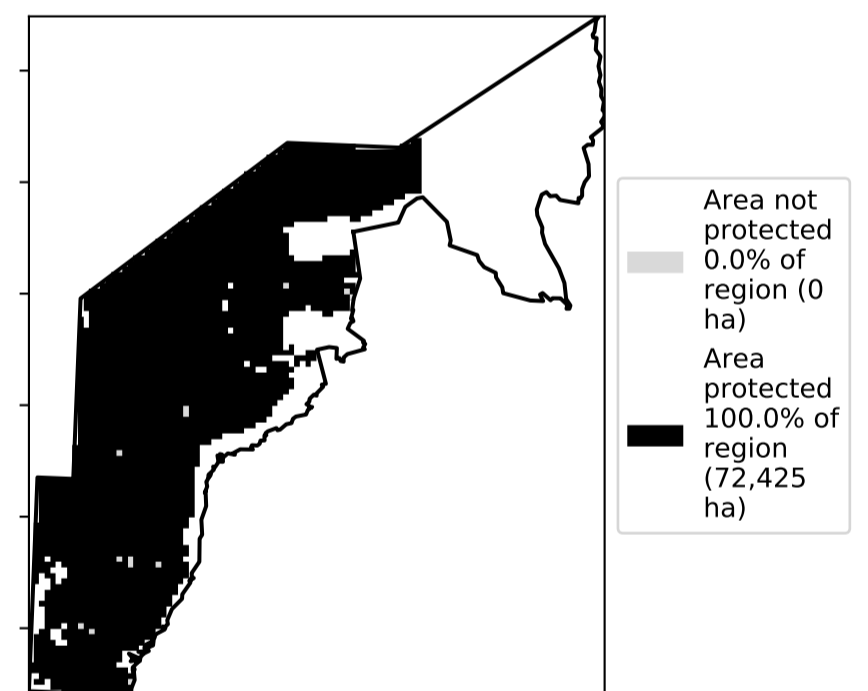 Area not
protected
0.0% of
region (0
ha)
Area
protected
100.0% of
region
(72,425
ha)